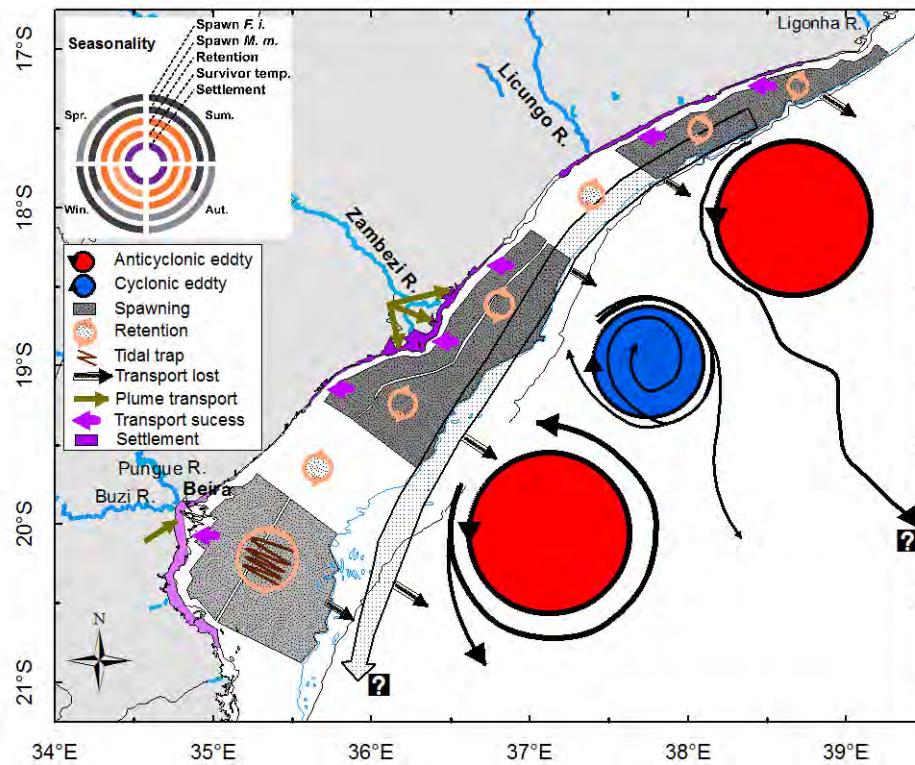 Seasonality
Spawn F. i.
Spawn M. m.
Retention
Survivor temp.
Settlement
Spr.
Sum.
Win.
Aut.
Anticyclonic eddty
Cyclonic eddty
Spawning
Retention
Tidal trap
Transport lost
Plume transport
Transport sucess
Settlement
Ligonha R.
Licungo R.
Zambezi R.
Pungue R.
Buzi R.
Beira
N
?
?
17°S
18°S
19°S
20°S
21°S
34°E
35°E
36°E
37°E
38°E
39°E